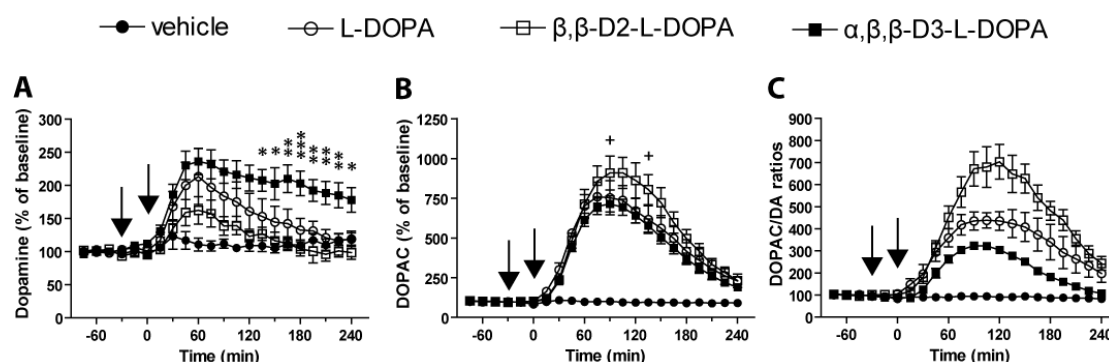 vehicle L-DOPA β,β-D2-L-DOPA α,β,β-D3-L-DOPA
A
Dopamine (% of baseline)
300
250
200
150
100
50
0
* * ** *** ** ** ** *
-60 0 60 120 180 240
Time (min)
B
DOPAC (% of baseline)
1250
1000
750
500
250
0
+ +
-60 0 60 120 180 240
Time (min)
C
DOPAC/DA ratios
900
800
700
600
500
400
300
200
100
0
-60 0 60 120 180 240
Time (min)